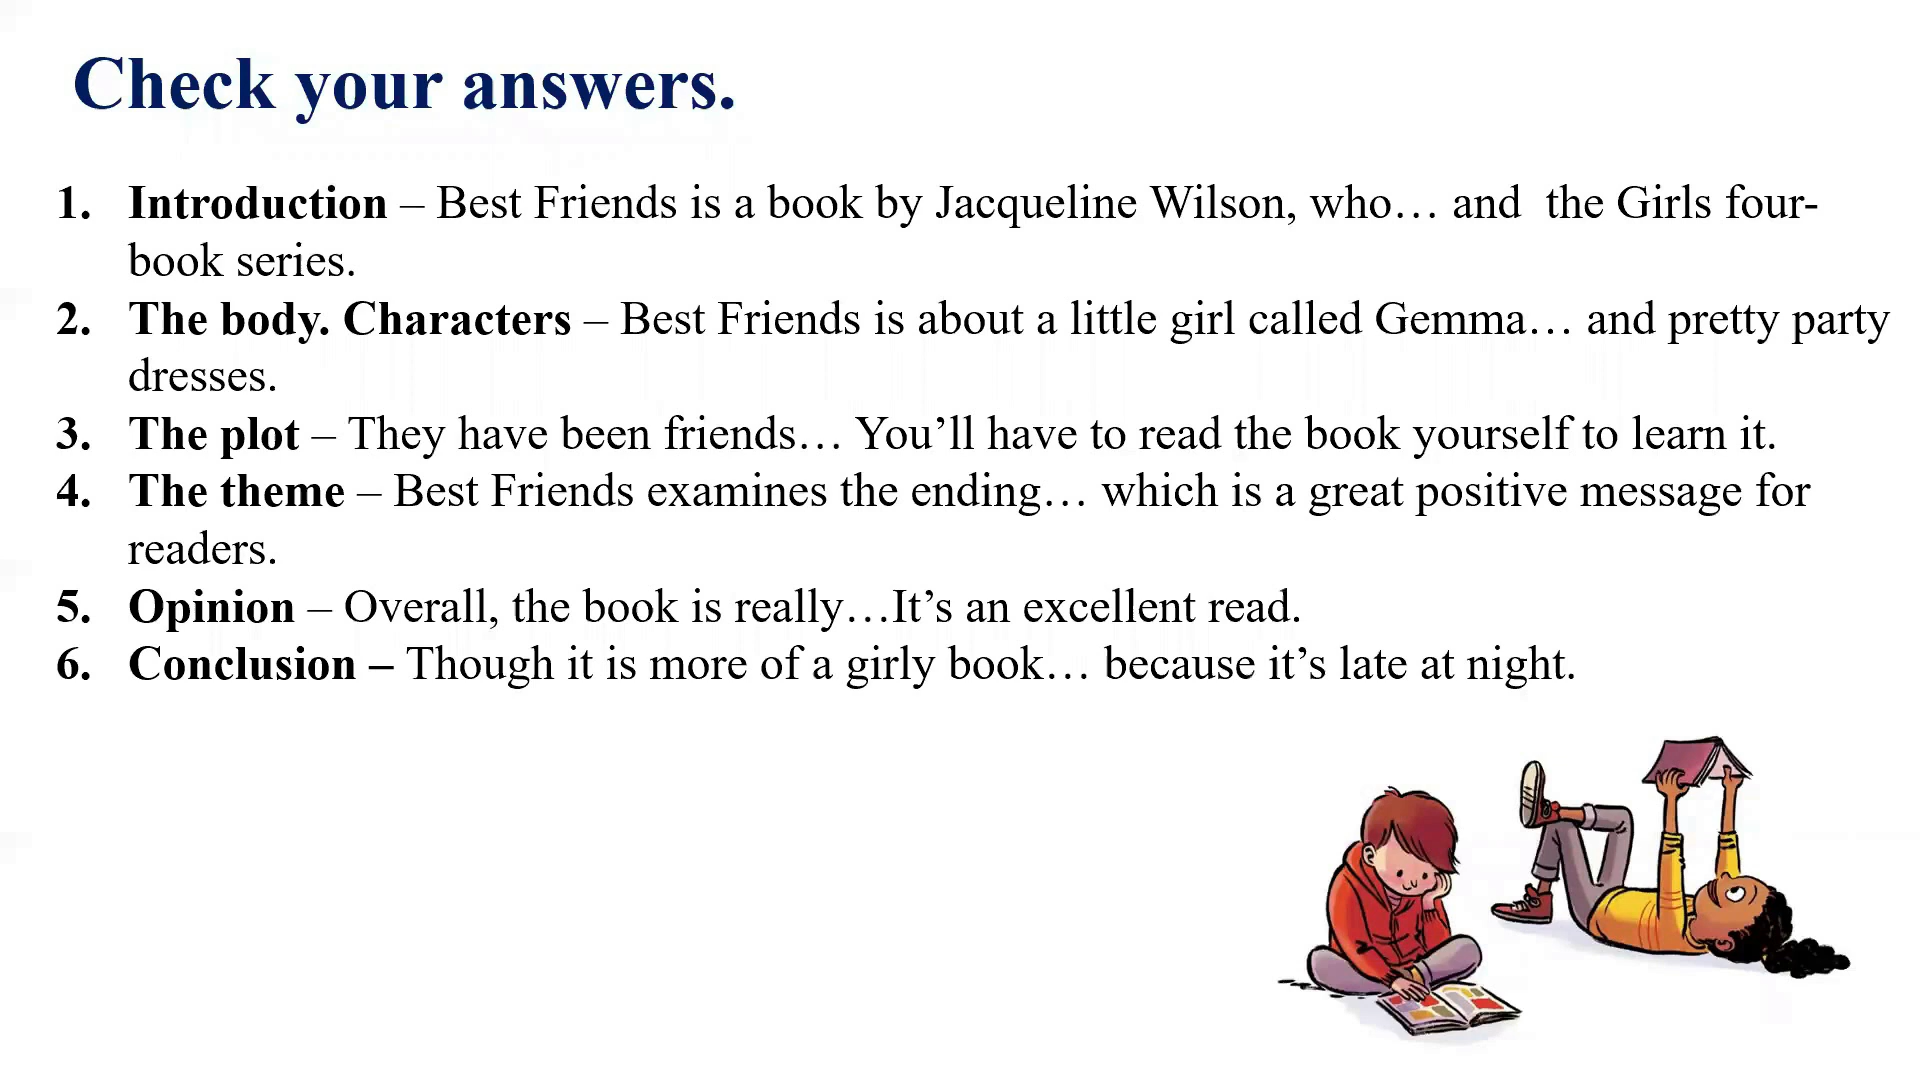 Check your answers.
1. Introduction – Best Friends is a book by Jacqueline Wilson, who… and  the Girls four-
book series.
2. The body. Characters – Best Friends is about a little girl called Gemma… and pretty party
dresses.
3. The plot – They have been friends… You’ll have to read the book yourself to learn it.
4. The theme – Best Friends examines the ending… which is a great positive message for
readers.
5. Opinion – Overall, the book is really…It’s an excellent read.
6. Conclusion – Though it is more of a girly book… because it’s late at night.